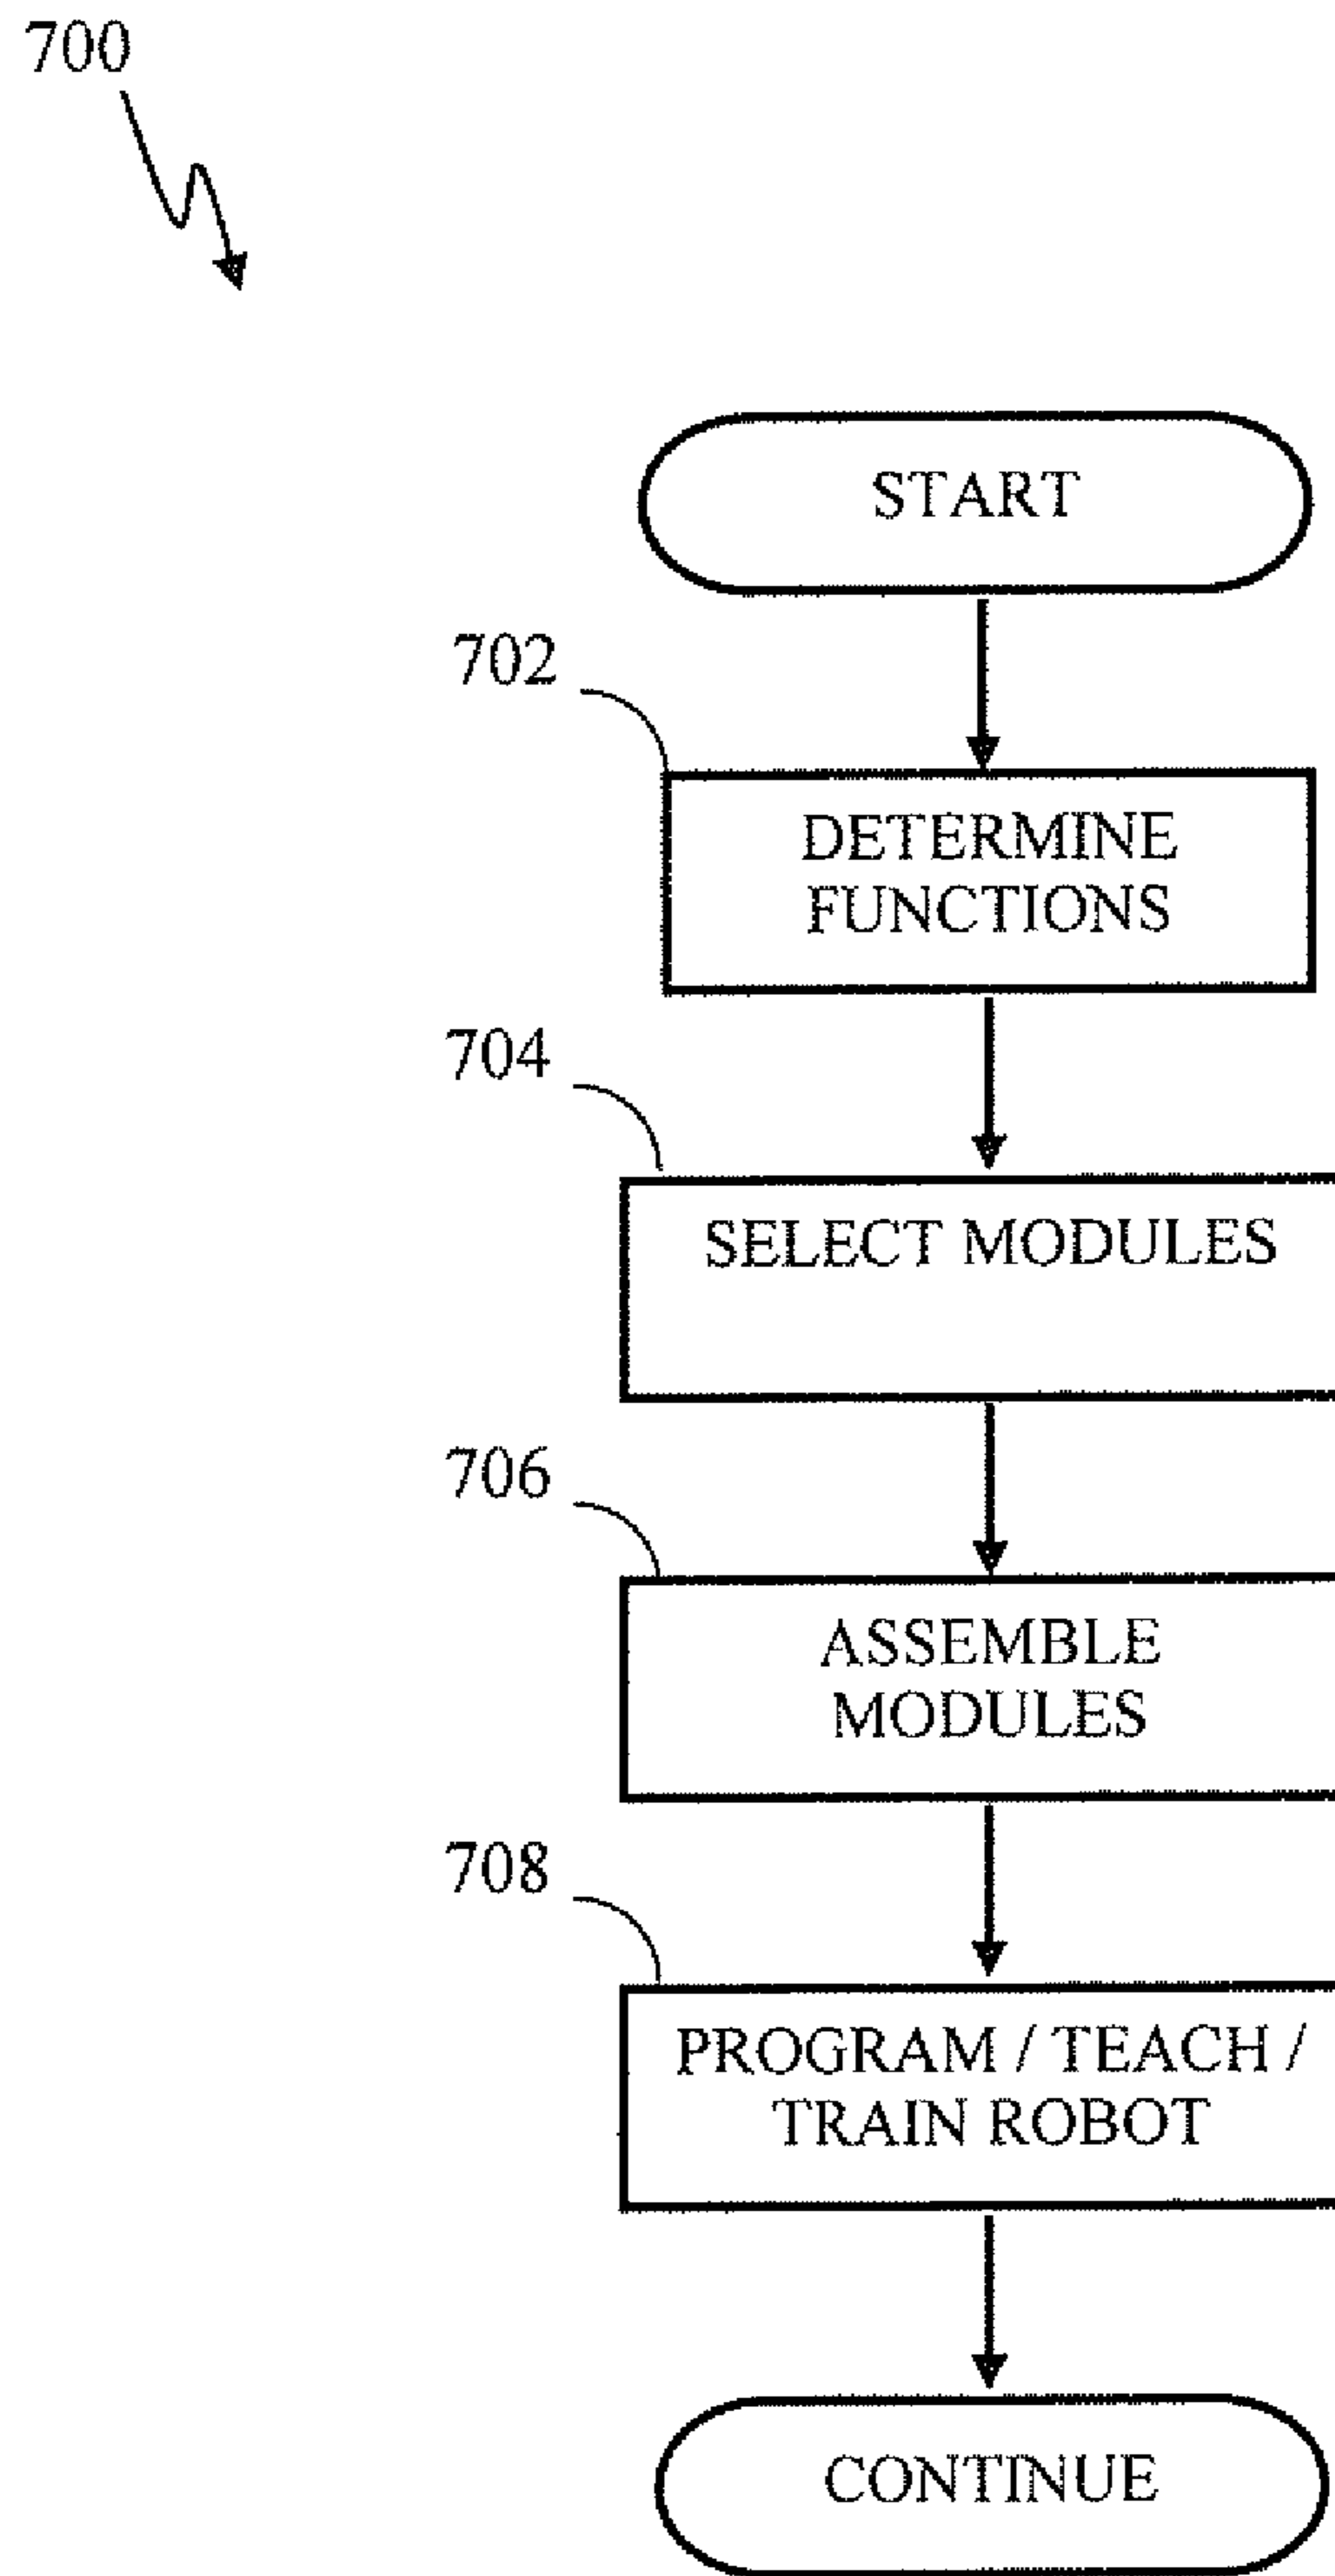 700
START
702
DETERMINE
FUNCTIONS
704
SELECT MODULES
706
ASSEMBLE
MODULES
708
PROGRAM / TEACH /
TRAIN ROBOT
CONTINUE